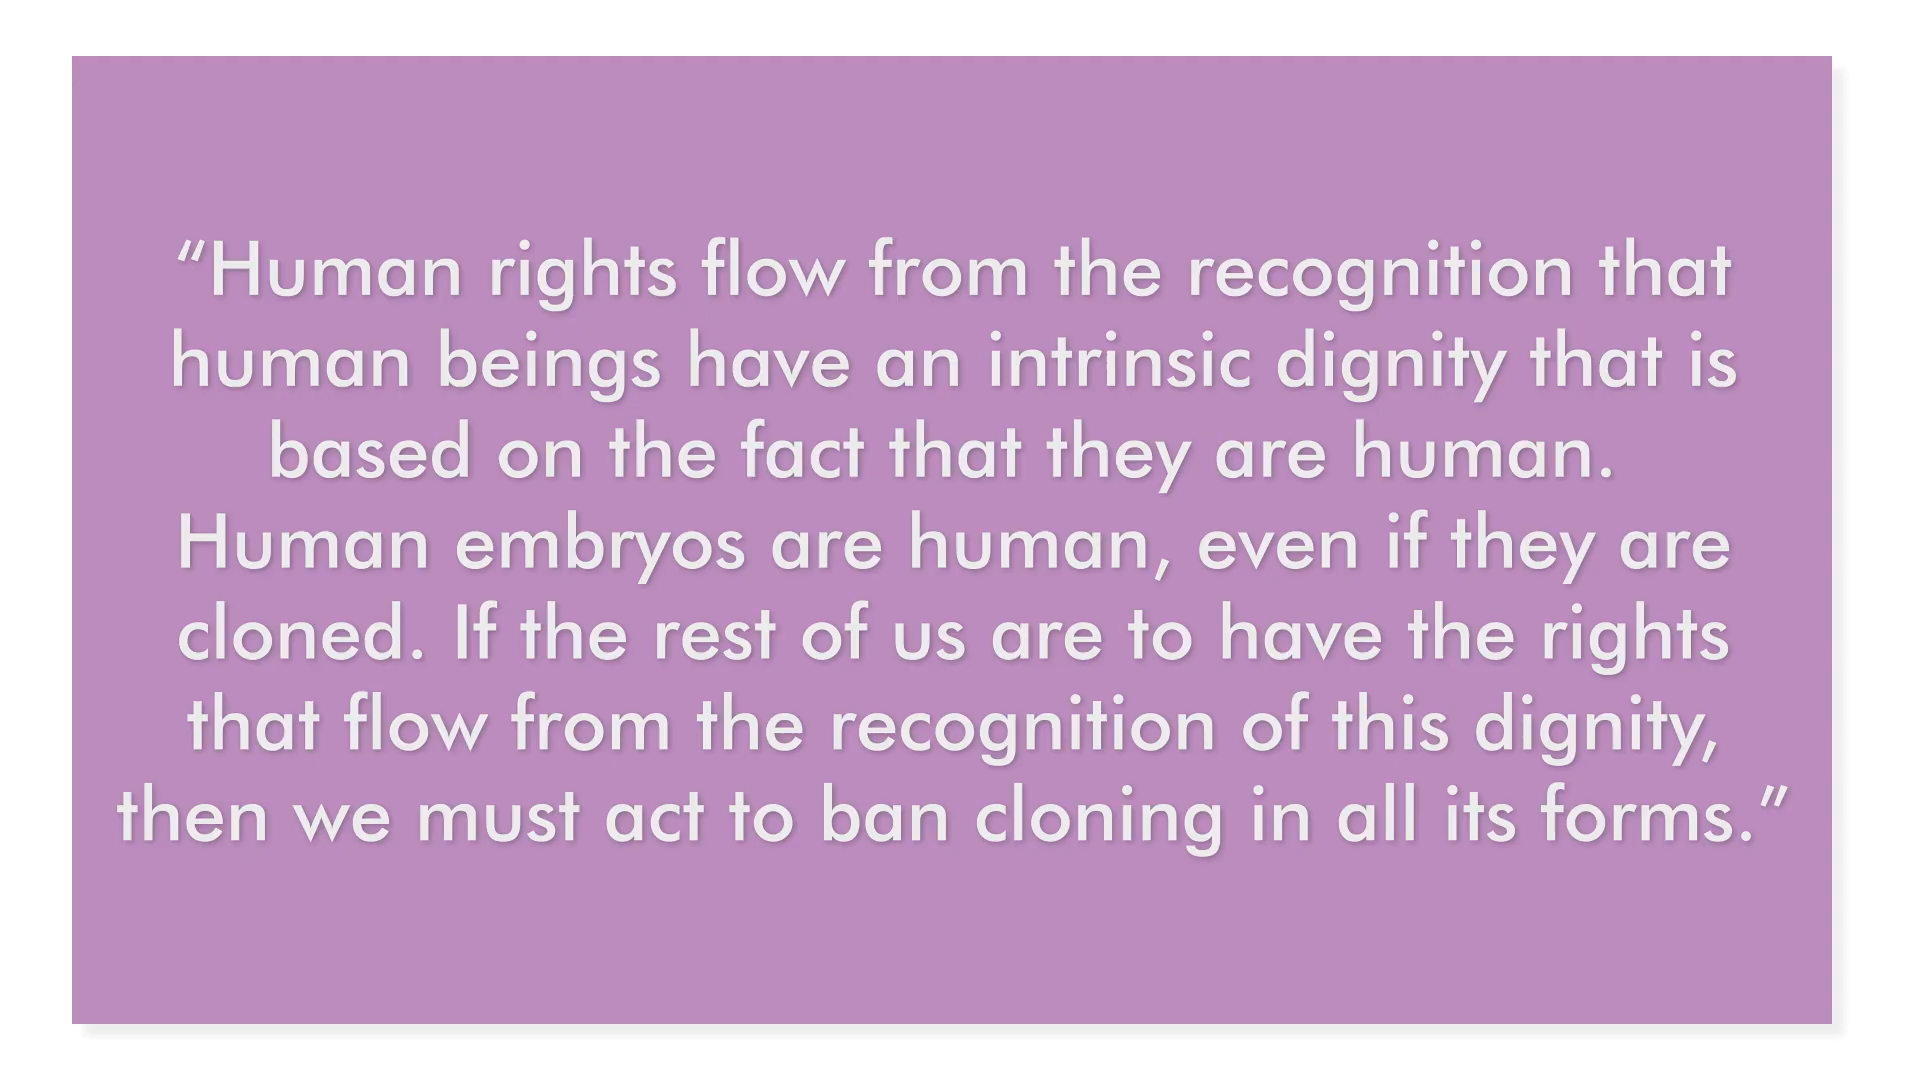 “Human rights flow from the recognition that
human beings have an intrinsic dignity that is
based on the fact that they are human.
Human embryos are human, even if they are
cloned. If the rest of us are to have the rights
that flow from the recognition of this dignity,
then we must act to ban cloning in all its forms.”